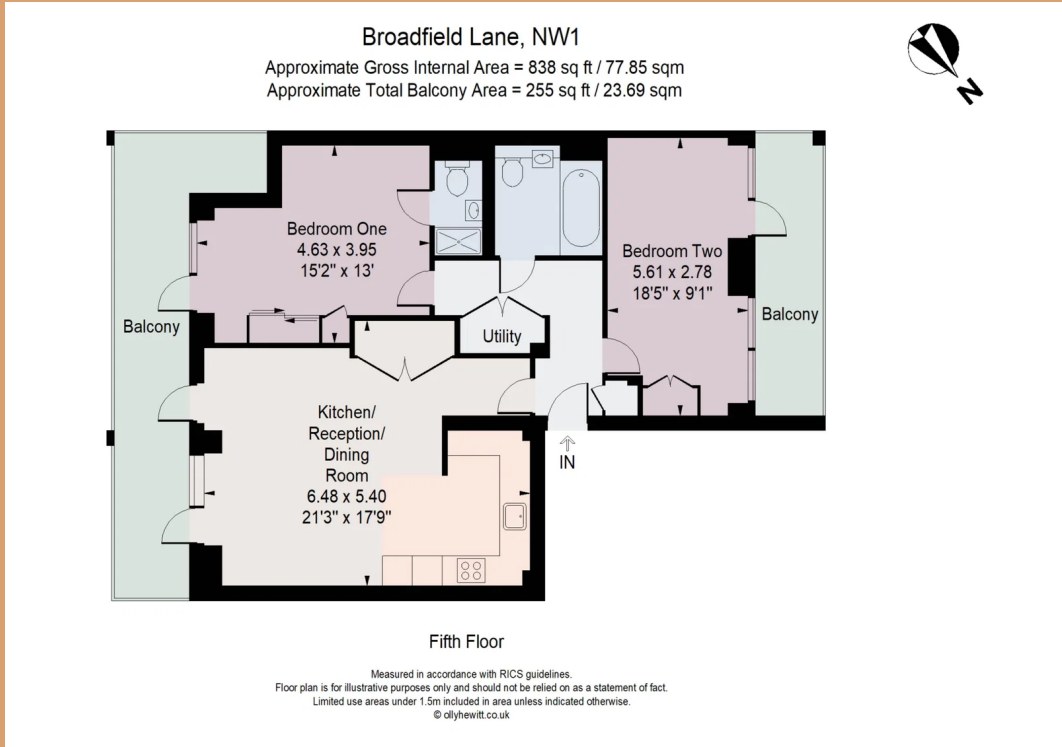 Broadfield Lane, NW1
Approximate Gross Internal Area = 838 sq ft / 77.85 sqm
Approximate Total Balcony Area = 255 sq ft / 23.69 sqm
N
Bedroom One
4.63 x 3.95
15'2" x 13'
Bedroom Two
5.61 x 2.78
18'5" x 9'1"
Balcony
Utility
Balcony
Kitchen/
Reception/
Dining
Room
6.48 x 5.40
21'3" x 17'9"
IN
Fifth Floor
Measured in accordance with RICS guidelines.
Floor plan is for illustrative purposes only and should not be relied on as a statement of fact.
Limited use areas under 1.5m included in area unless indicated otherwise.
© ollyhewitt.co.uk